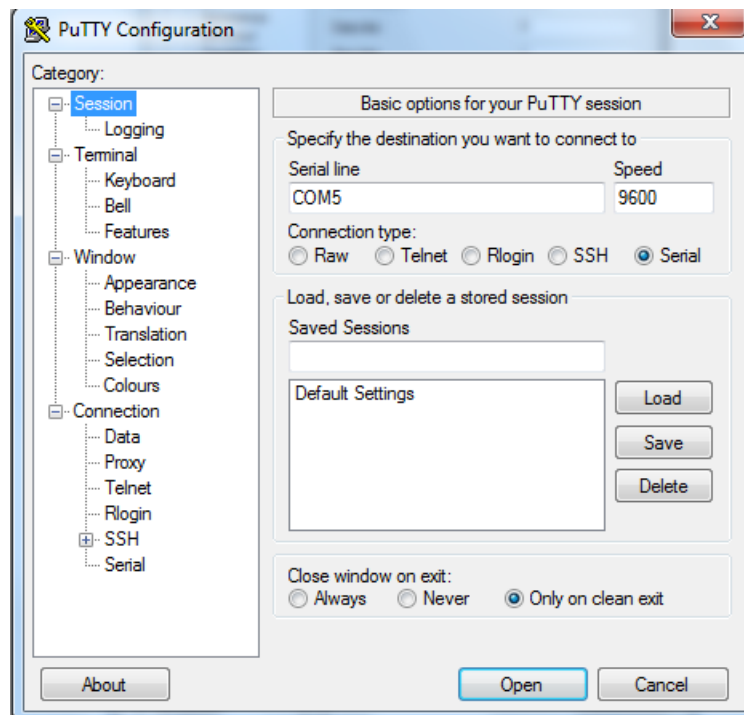 PuTTY Configuration
Category:
Session
Logging
Terminal
Keyboard
Bell
Features
Window
Appearance
Behaviour
Translation
Selection
Colours
Connection
Data
Proxy
Telnet
Rlogin
SSH
Serial
Basic options for your PuTTY session
Specify the destination you want to connect to
Serial line Speed
COM5 9600
Connection type:
Raw Telnet Rlogin SSH Serial
Load, save or delete a stored session
Saved Sessions
Default Settings
Load
Save
Delete
Close window on exit:
Always Never Only on clean exit
About Open Cancel